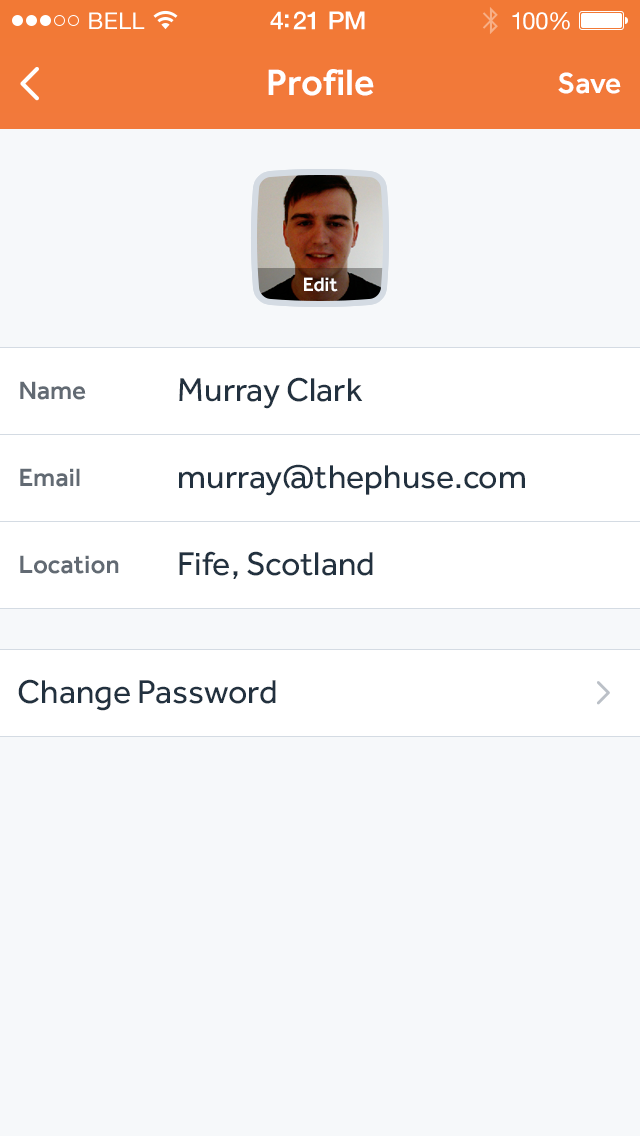 BELL 4:21 PM 100%
Profile Save
Edit
Name Murray Clark
Email murray@thephuse.com
Location Fife, Scotland
Change Password